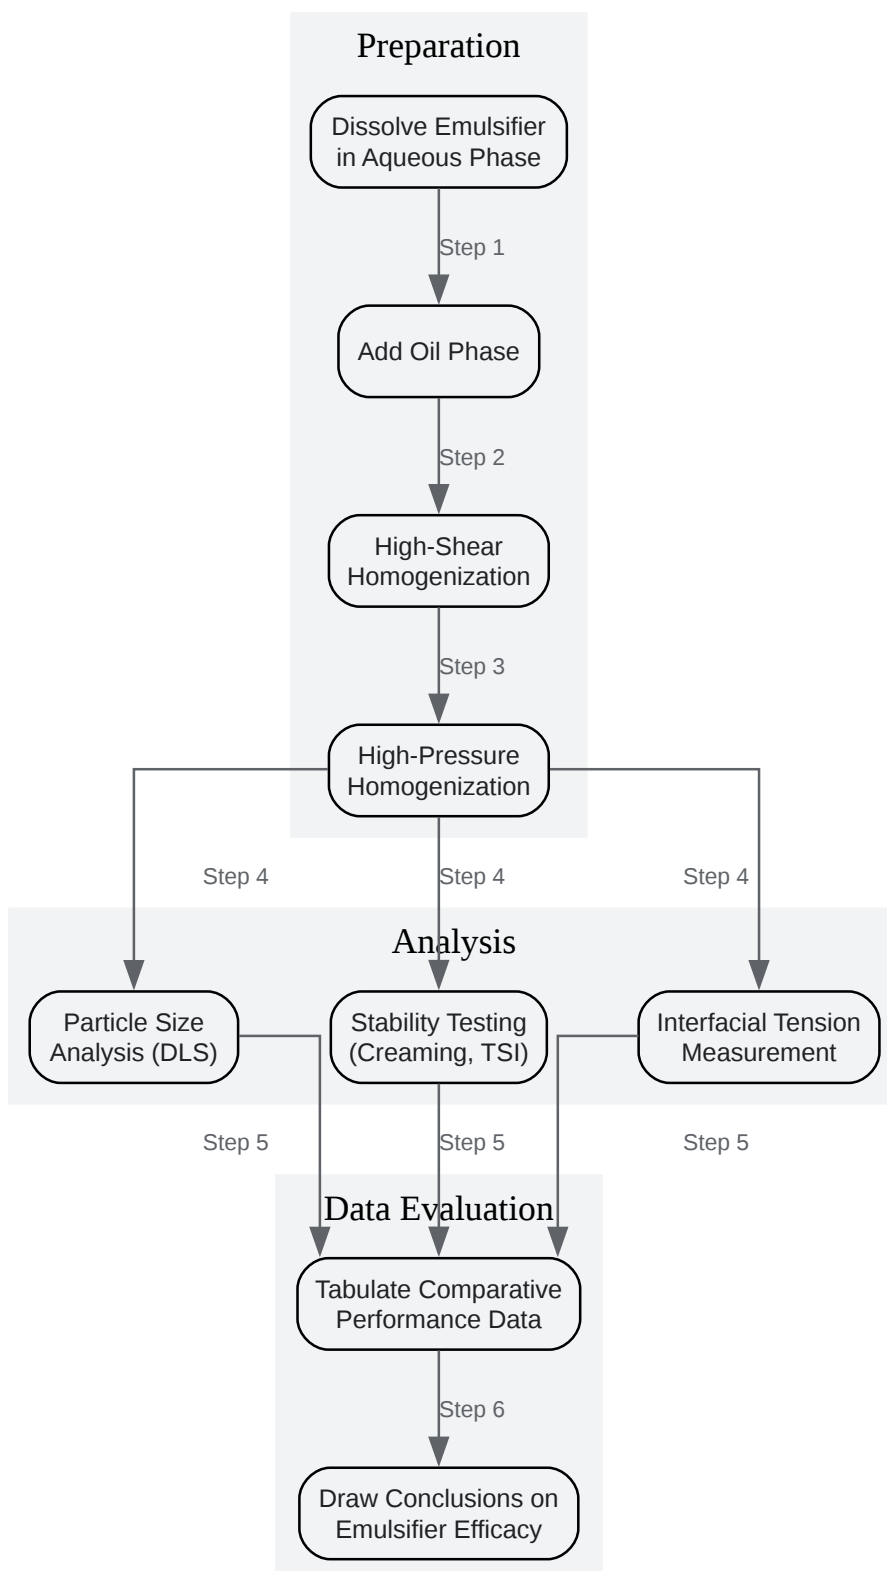 Preparation
Dissolve Emulsifier
in Aqueous Phase
Step 1
Add Oil Phase
Step 2
High-Shear
Homogenization
Step 3
High-Pressure
Homogenization
Step 4
Step 4
Step 4
Analysis
Particle Size
Analysis (DLS)
Stability Testing
(Creaming, TSI)
Interfacial Tension
Measurement
Step 5
Step 5
Step 5
Data Evaluation
Tabulate Comparative
Performance Data
Step 6
Draw Conclusions on
Emulsifier Efficacy